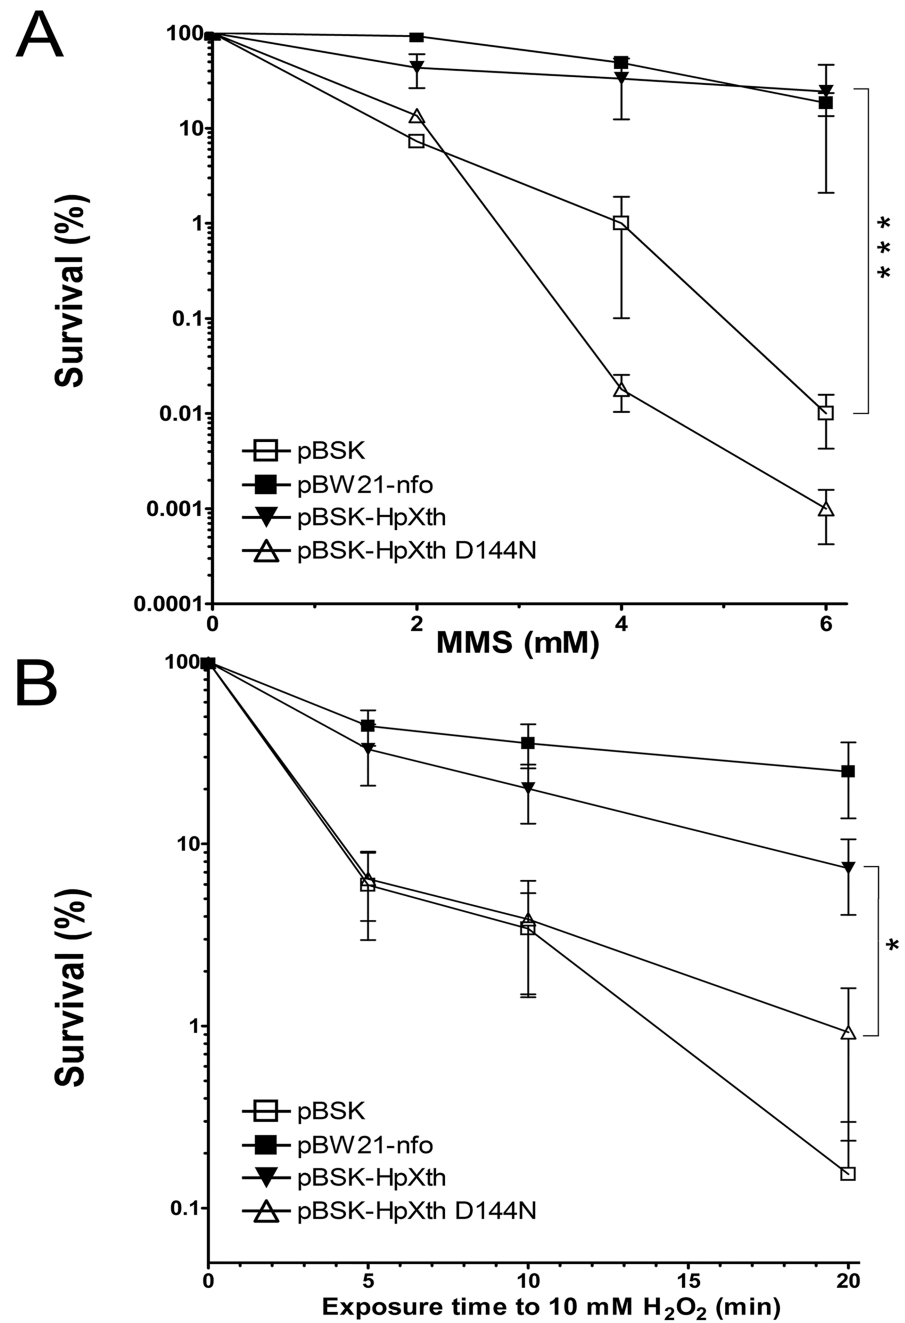 A
100
10
1
0.1
0.01
0.001
0.0001
Survival (%)
***
pBSK
pBW21-nfo
pBSK-HpXth
pBSK-HpXth D144N
0 2 4 6
MMS (mM)
B
100
10
1
0.1
Survival (%)
*
pBSK
pBW21-nfo
pBSK-HpXth
pBSK-HpXth D144N
0 5 10 15 20
Exposure time to 10 mM H₂O₂ (min)